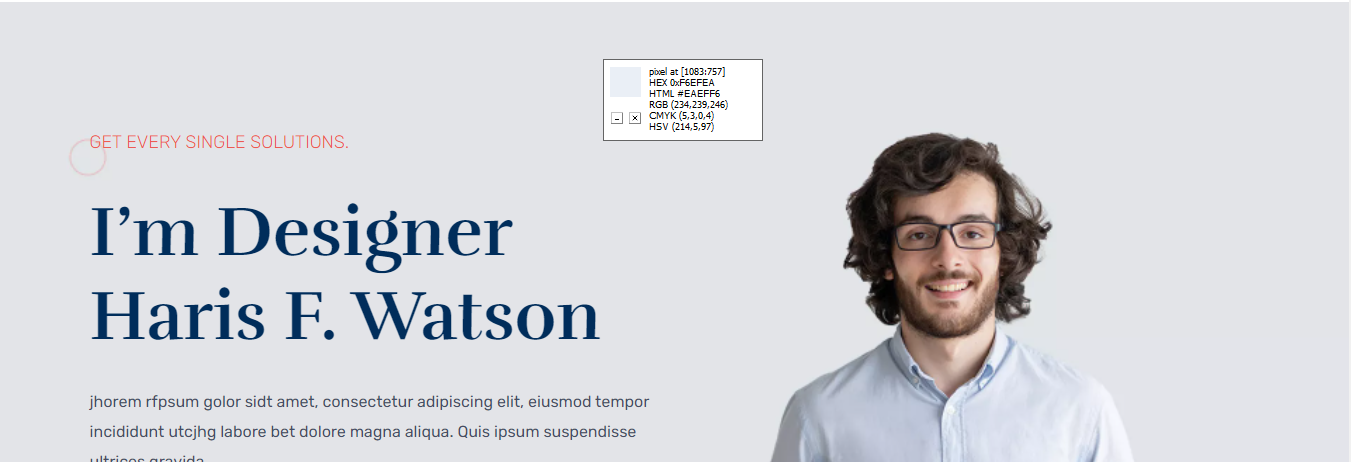 pixel at [1083:757]
HEX 0xF6EFEA
HTML #EAEFF6
RGB (234,239,246)
CMYK (5,3,0,4)
HSV (214,5,97)
GET EVERY SINGLE SOLUTIONS.
I’m Designer
Haris F. Watson
jhorem rfpsum golor sidt amet, consectetur adipiscing elit, eiusmod tempor
incididunt utcjhg labore bet dolore magna aliqua. Quis ipsum suspendisse
ultrices gravida.